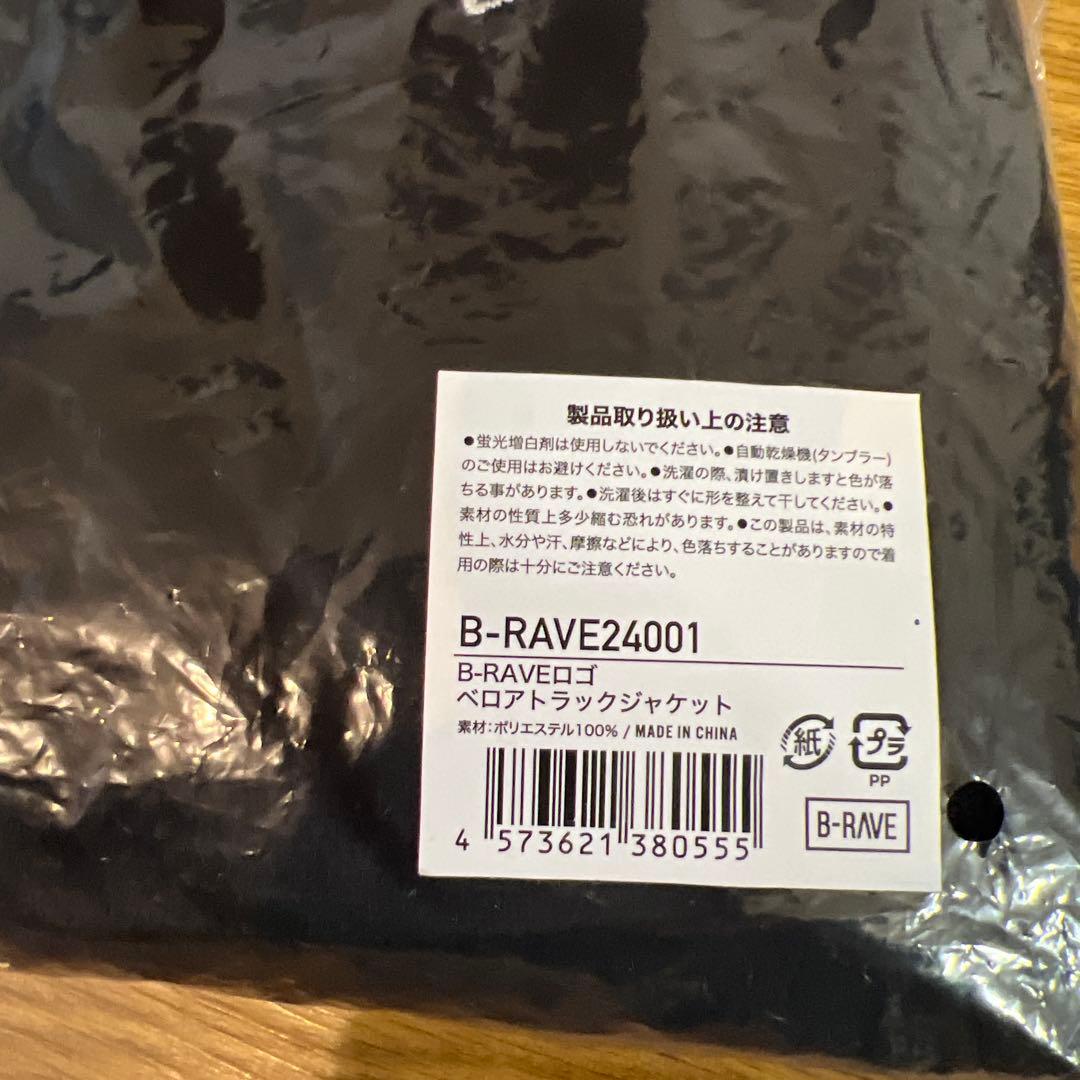 製品取り扱い上の注意
●蛍光増白剤は使用しないでください。●自動乾燥機(タンブラー)
のご使用はお避けください。●洗濯の際、漬け置きしますと色が落
ちる事があります。●洗濯後はすぐに形を整えて干してください。●
素材の性質上多少縮む恐れがあります。●この製品は、素材の特
性上、水分や汗、摩擦などにより、色落ちすることがありますので着
用の際は十分にご注意ください。
B-RAVE24001
B-RAVEロゴ
ベロアトラックジャケット
素材:ポリエステル100% / MADE IN CHINA
紙
プラ
PP
B-RAVE
4 573621 380555